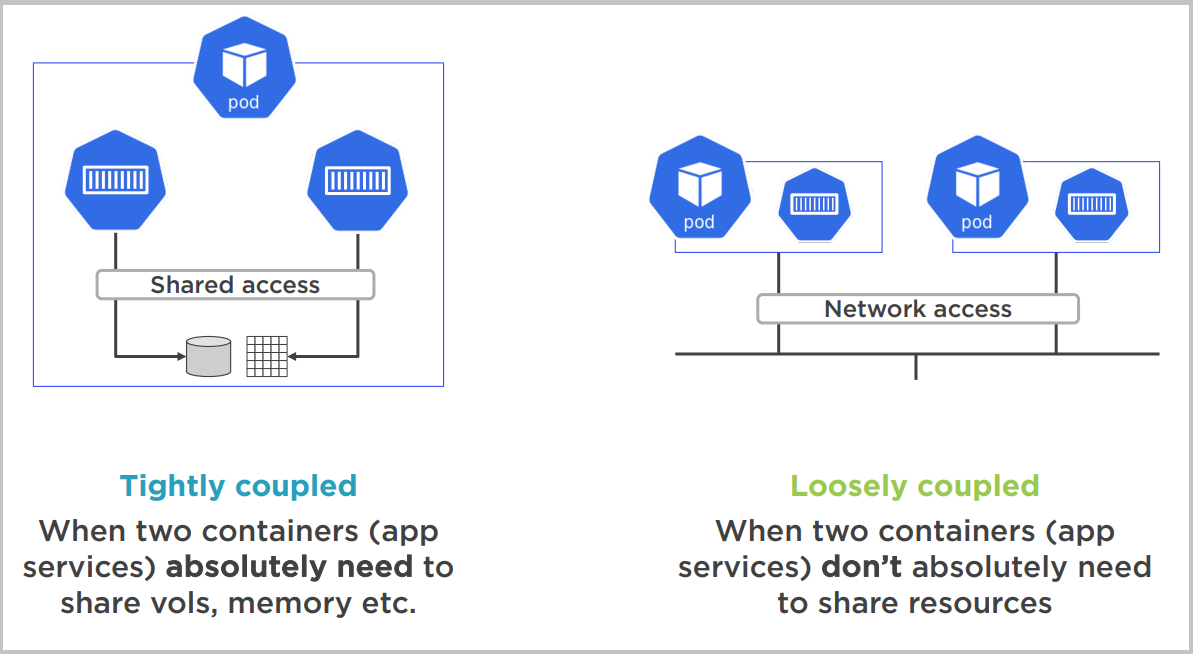 pod
Shared access
Tightly coupled
When two containers (app
services) absolutely need to
share vols, memory etc.
pod
pod
Network access
Loosely coupled
When two containers (app
services) don’t absolutely need
to share resources